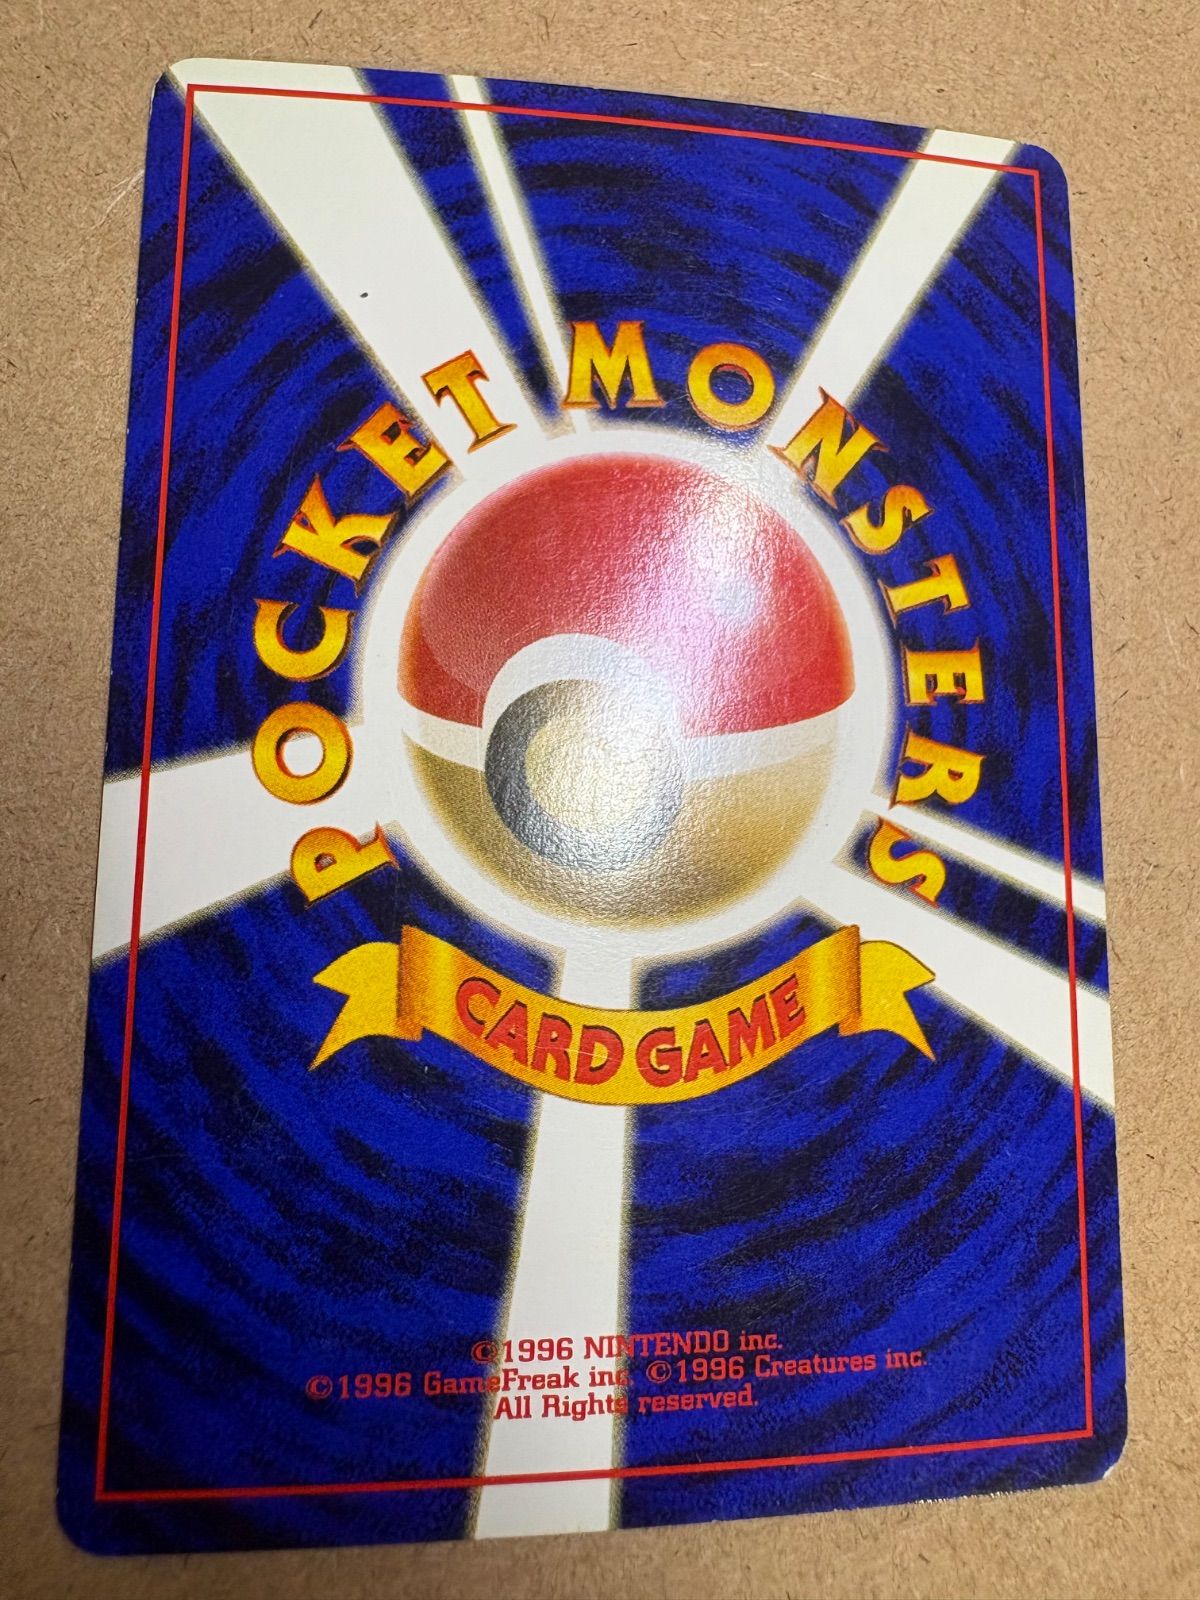 POCKET MONSTERS
CARD GAME
©1996 NINTENDO inc.
©1996 GameFreak inc. ©1996 Creatures inc.
All Rights reserved.